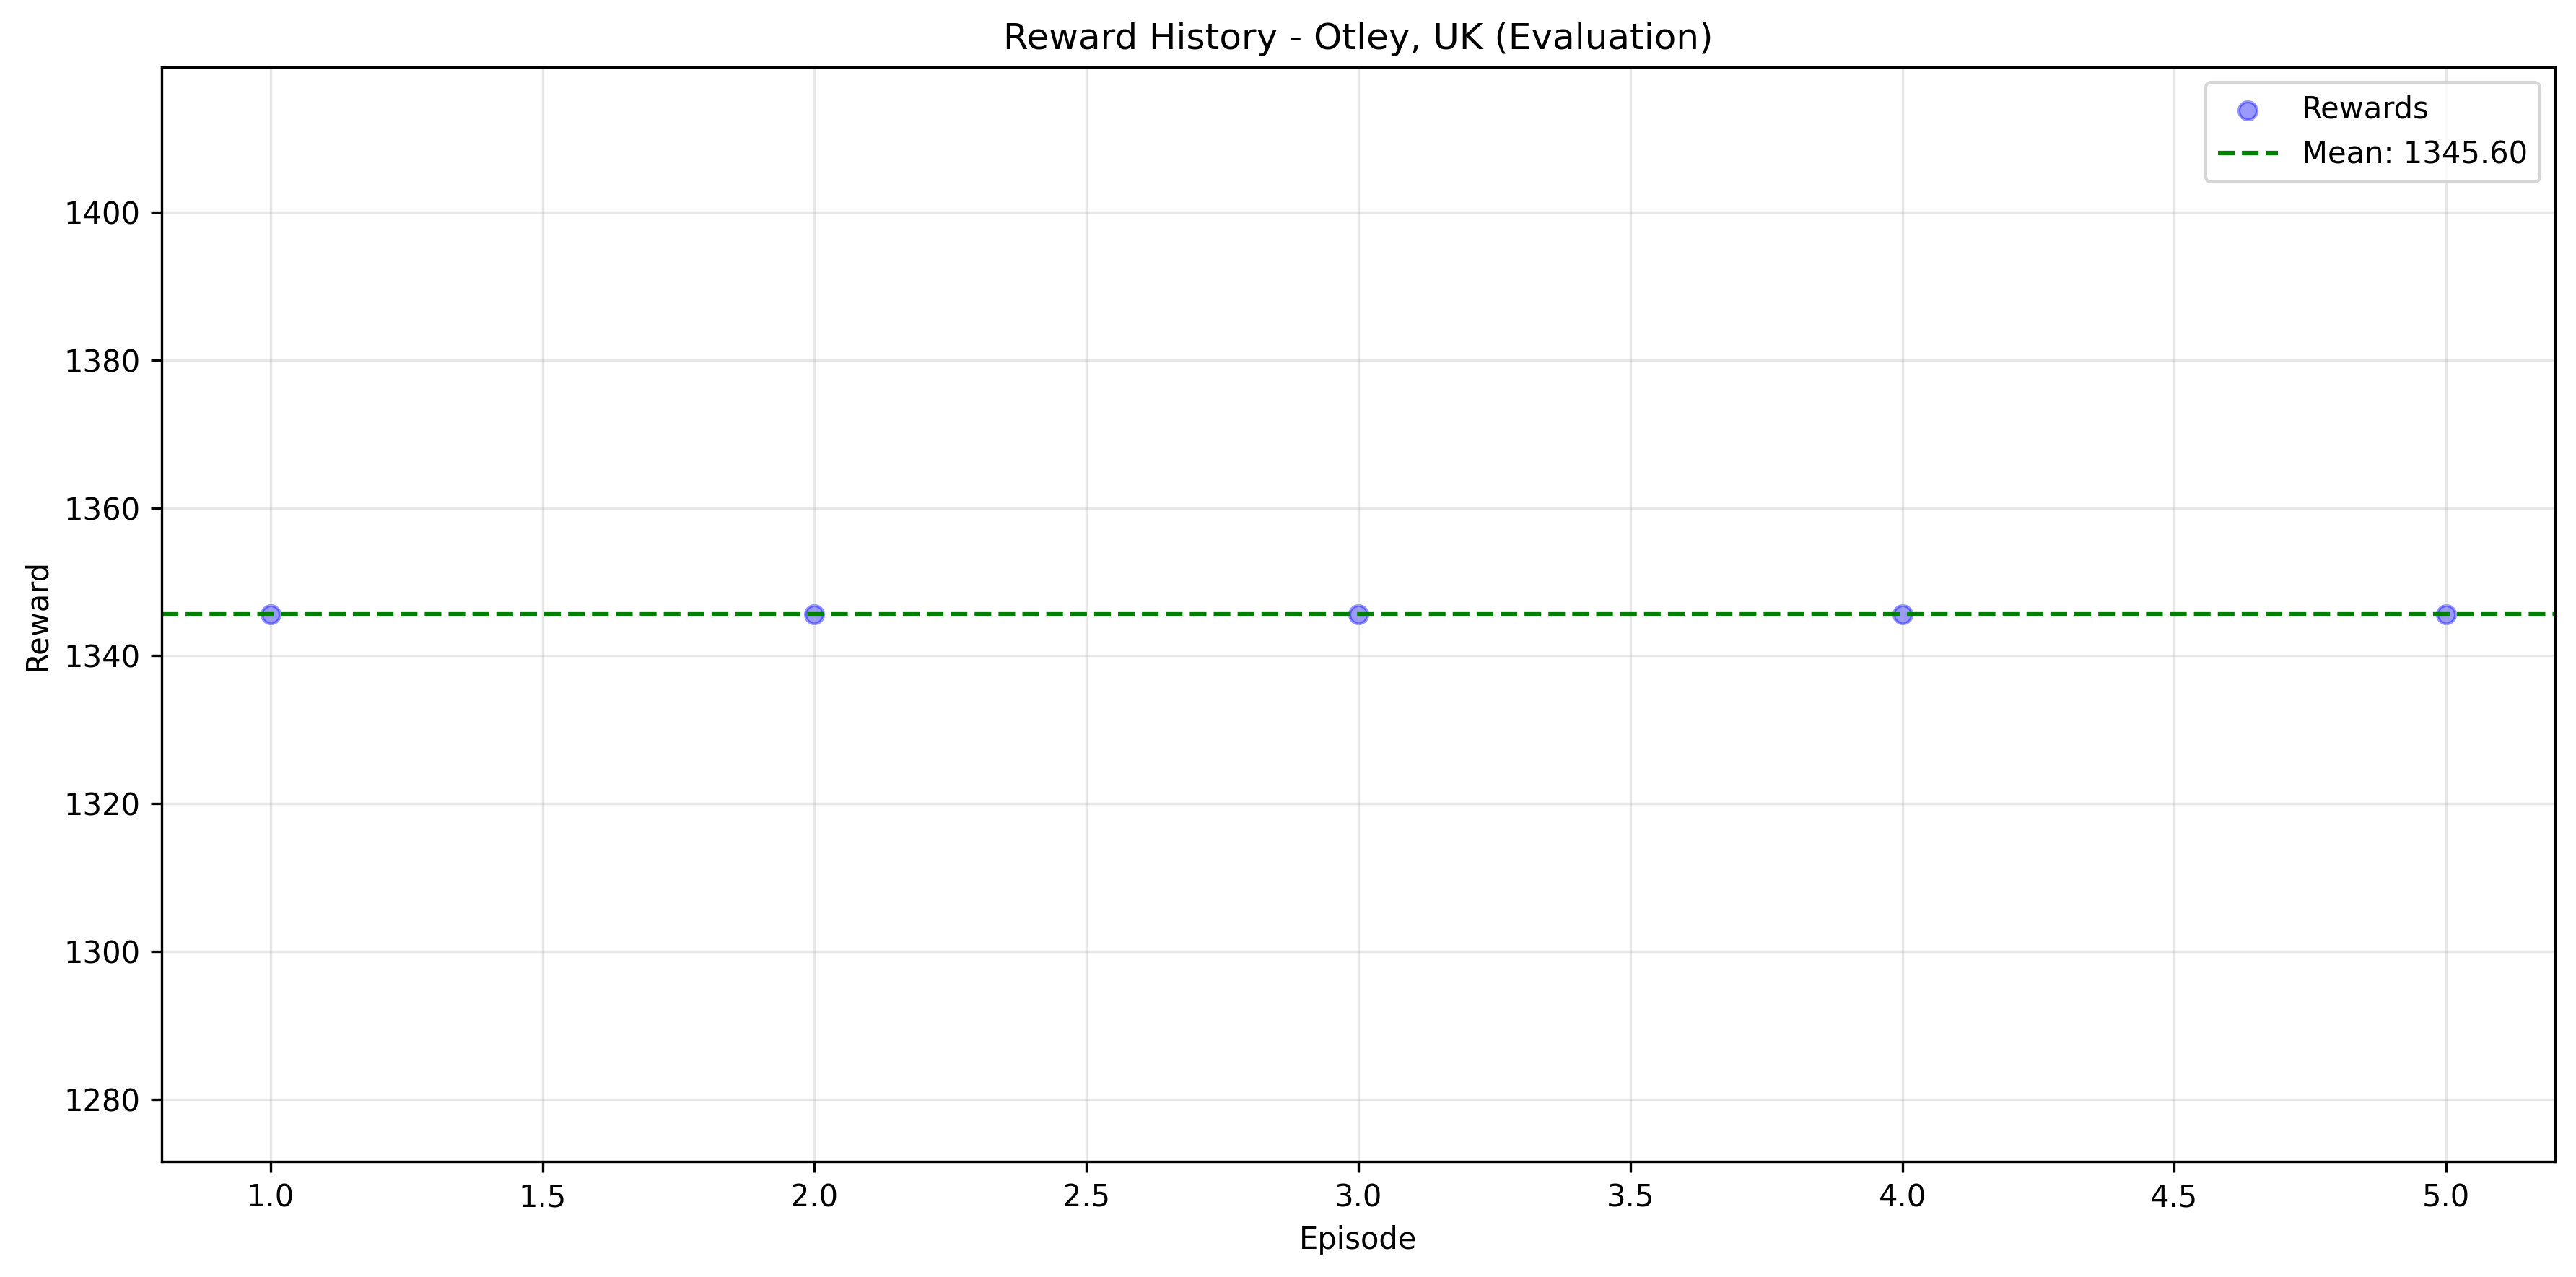 Reward History - Otley, UK (Evaluation)
Rewards
Mean: 1345.60
1400
1380
1360
1340
1320
1300
1280
Reward
1.0 1.5 2.0 2.5 3.0 3.5 4.0 4.5 5.0
Episode